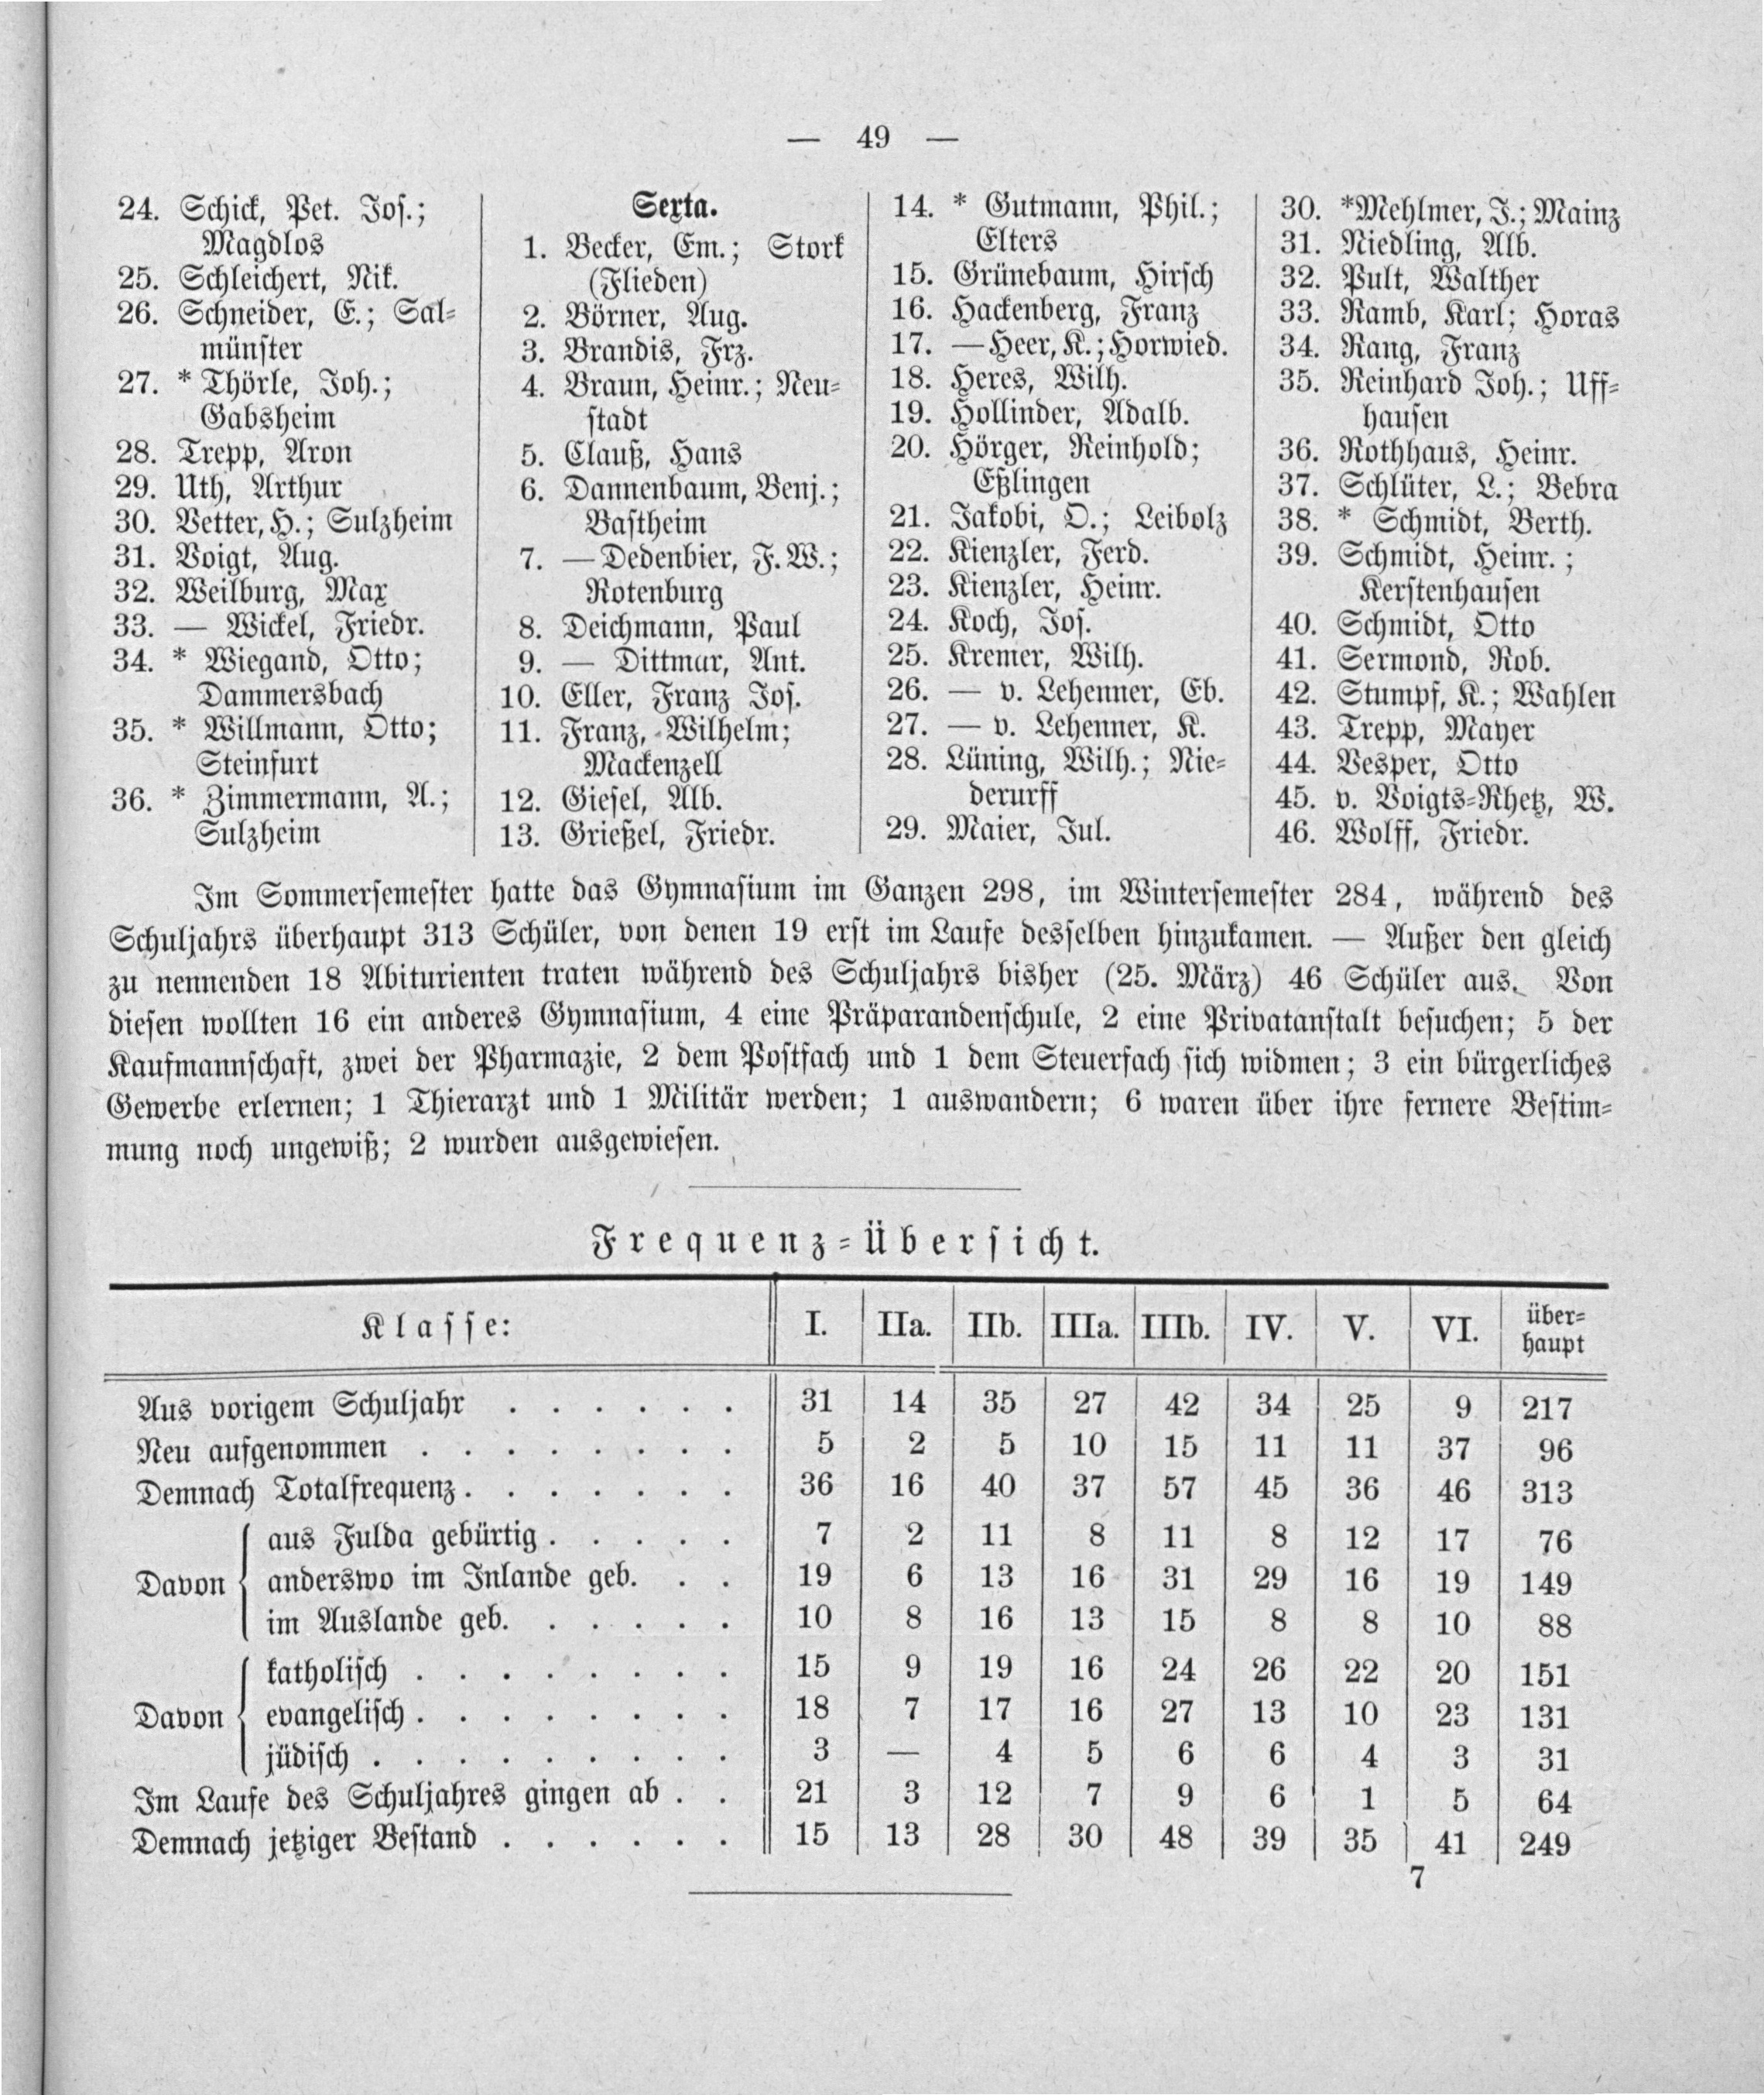 — 49 —
24. Schick, Pet. Jos.;
Magdlos
25. Schleichert, Nik.
26. Schneider, E.; Sal-
münster
27. * Thörle, Joh.;
Gabsheim
28. Trepp, Aron
29. Uth, Arthur
30. Vetter, H.; Sulzheim
31. Voigt, Aug.
32. Weilburg, Max
33. — Wickel, Friedr.
34. * Wiegand, Otto;
Dammersbach
35. * Willmann, Otto;
Steinfurt
36. * Zimmermann, A.;
Sulzheim
Sexta.
1. Becker, Em.; Stork
(Flieden)
2. Börner, Aug.
3. Brandis, Frz.
4. Braun, Heinr.; Neu-
stadt
5. Clauß, Hans
6. Dannenbaum, Benj.;
Bastheim
7. — Dedenbier, F. W.;
Rotenburg
8. Deichmann, Paul
9. — Dittmar, Ant.
10. Eller, Franz Jos.
11. Franz, Wilhelm;
Mackenzell
12. Giesel, Alb.
13. Grießel, Friedr.
14. * Gutmann, Phil.;
Elters
15. Grünebaum, Hirsch
16. Hackenberg, Franz
17. — Heer, K.; Horwied.
18. Heres, Wilh.
19. Hollinder, Adalb.
20. Hörger, Reinhold;
Eßlingen
21. Jakobi, O.; Leibolz
22. Kienzler, Ferd.
23. Kienzler, Heinr.
24. Koch, Jos.
25. Kremer, Wilh.
26. — v. Lehenner, Eb.
27. — v. Lehenner, K.
28. Lüning, Wilh.; Nie-
derurff
29. Maier, Jul.
30. *Mehlmer, J.; Mainz
31. Niedling, Alb.
32. Pult, Walther
33. Ramb, Karl; Horas
34. Rang, Franz
35. Reinhard Joh.; Uff-
hausen
36. Rothhaus, Heinr.
37. Schlüter, L.; Bebra
38. * Schmidt, Berth.
39. Schmidt, Heinr.;
Kerstenhausen
40. Schmidt, Otto
41. Sermond, Rob.
42. Stumpf, K.; Wahlen
43. Trepp, Mayer
44. Vesper, Otto
45. v. Voigts-Rhetz, W.
46. Wolff, Friedr.
Im Sommersemester hatte das Gymnasium im Ganzen 298, im Wintersemester 284, während des
Schuljahrs überhaupt 313 Schüler, von denen 19 erst im Laufe desselben hinzukamen. — Außer den gleich
zu nennenden 18 Abiturienten traten während des Schuljahrs bisher (25. März) 46 Schüler aus. Von
diesen wollten 16 ein anderes Gymnasium, 4 eine Präparandenschule, 2 eine Privatanstalt besuchen; 5 der
Kaufmannschaft, zwei der Pharmazie, 2 dem Postfach und 1 dem Steuerfach sich widmen; 3 ein bürgerliches
Gewerbe erlernen; 1 Thierarzt und 1 Militär werden; 1 auswandern; 6 waren über ihre fernere Bestim-
mung noch ungewiß; 2 wurden ausgewiesen.
Frequenz-Übersicht.
Klasse: I. IIa. IIb. IIIa. IIIb. IV. V. VI. über-
haupt
Aus vorigem Schuljahr . . . . . . 31 14 35 27 42 34 25 9 217
Neu aufgenommen . . . . . . . . 5 2 5 10 15 11 11 37 96
Demnach Totalfrequenz . . . . . . . 36 16 40 37 57 45 36 46 313
aus Fulda gebürtig . . . . . 7 2 11 8 11 8 12 17 76
Davon anderswo im Inlande geb. . . 19 6 13 16 31 29 16 19 149
im Auslande geb. . . . . . 10 8 16 13 15 8 8 10 88
katholisch . . . . . . . . 15 9 19 16 24 26 22 20 151
Davon evangelisch . . . . . . . . 18 7 17 16 27 13 10 23 131
jüdisch . . . . . . . . . 3 — 4 5 6 6 4 3 31
Im Laufe des Schuljahres gingen ab . . 21 3 12 7 9 6 1 5 64
Demnach jetziger Bestand . . . . . . 15 13 28 30 48 39 35 41 249
7